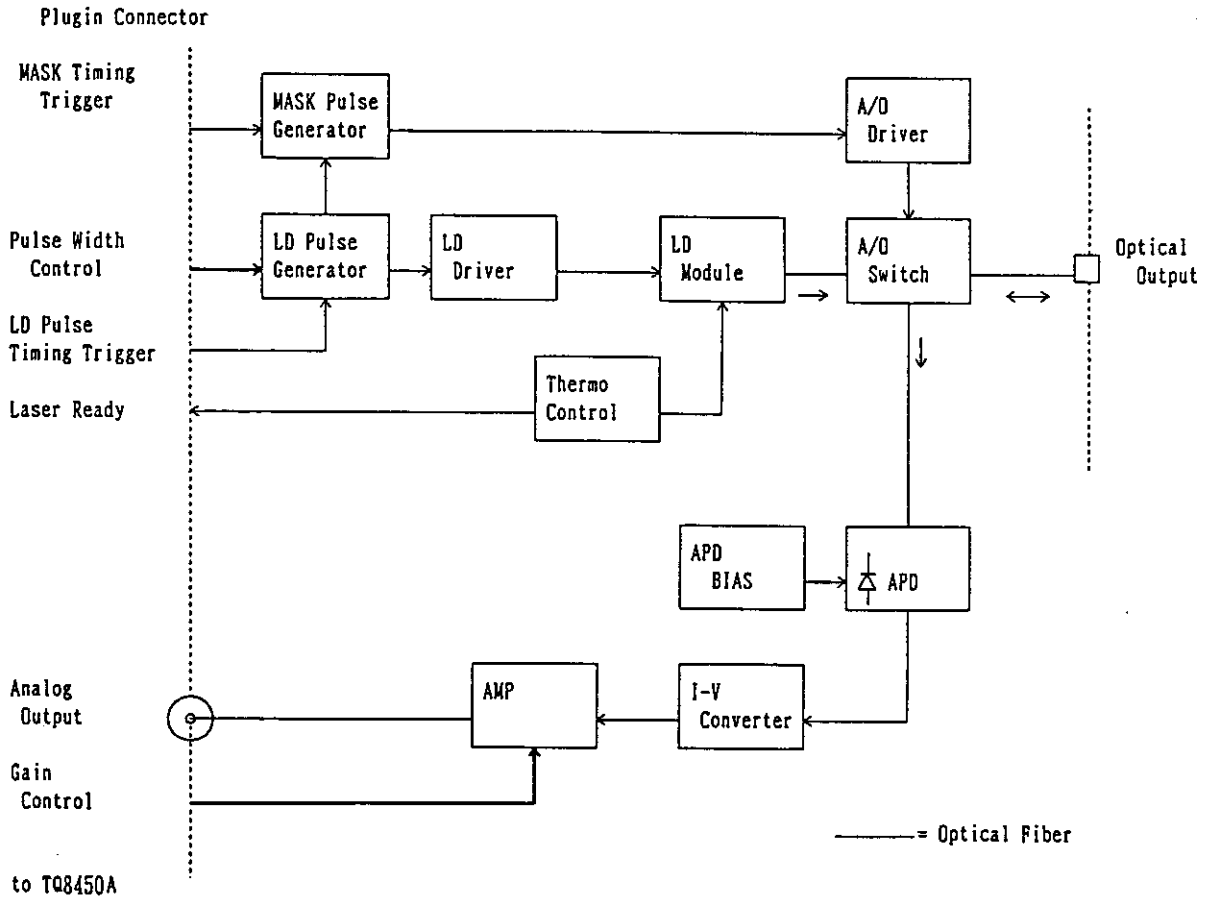 Plugin Connector
MASK Timing
Trigger
MASK Pulse
Generator
A/O
Driver
Pulse Width
Control
LD Pulse
Generator
LD
Driver
LD
Module
A/O
Switch
Optical
Output
LD Pulse
Timing Trigger
Thermo
Control
Laser Ready
APD
BIAS
APD
Analog
Output
AMP
I-V
Converter
Gain
Control
= Optical Fiber
to TQ8450A